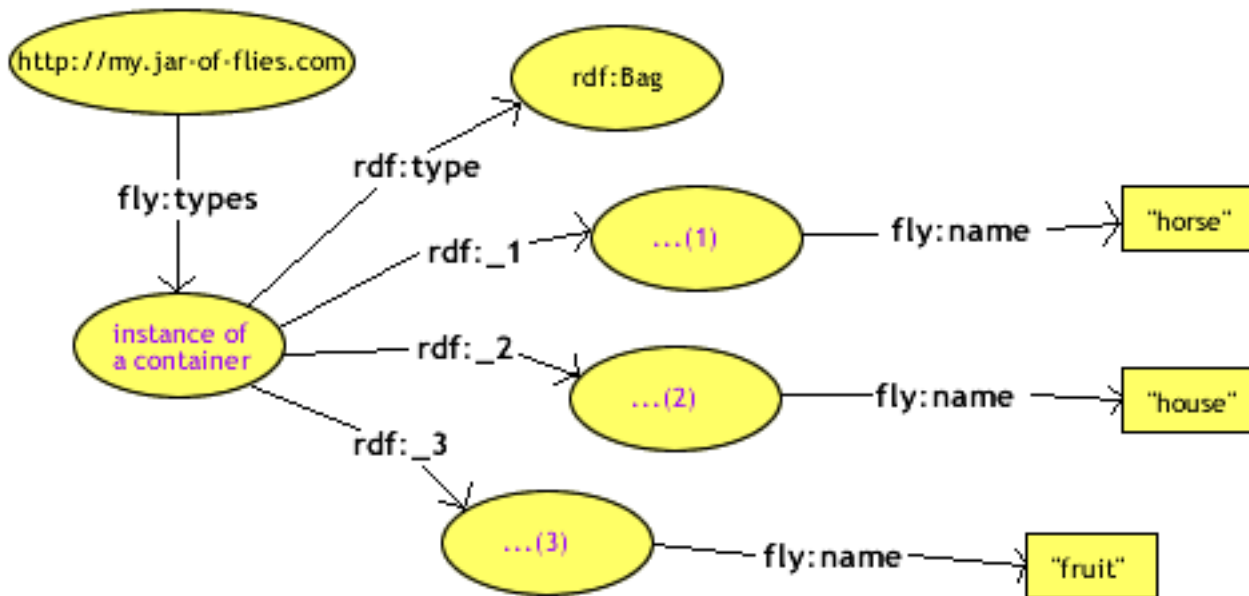 http://my.jar-of-flies.com
rdf:Bag
rdf:type
fly:types
rdf:_1
...(1)
fly:name
"horse"
instance of
a container
rdf:_2
...(2)
fly:name
"house"
rdf:_3
...(3)
fly:name
"fruit"